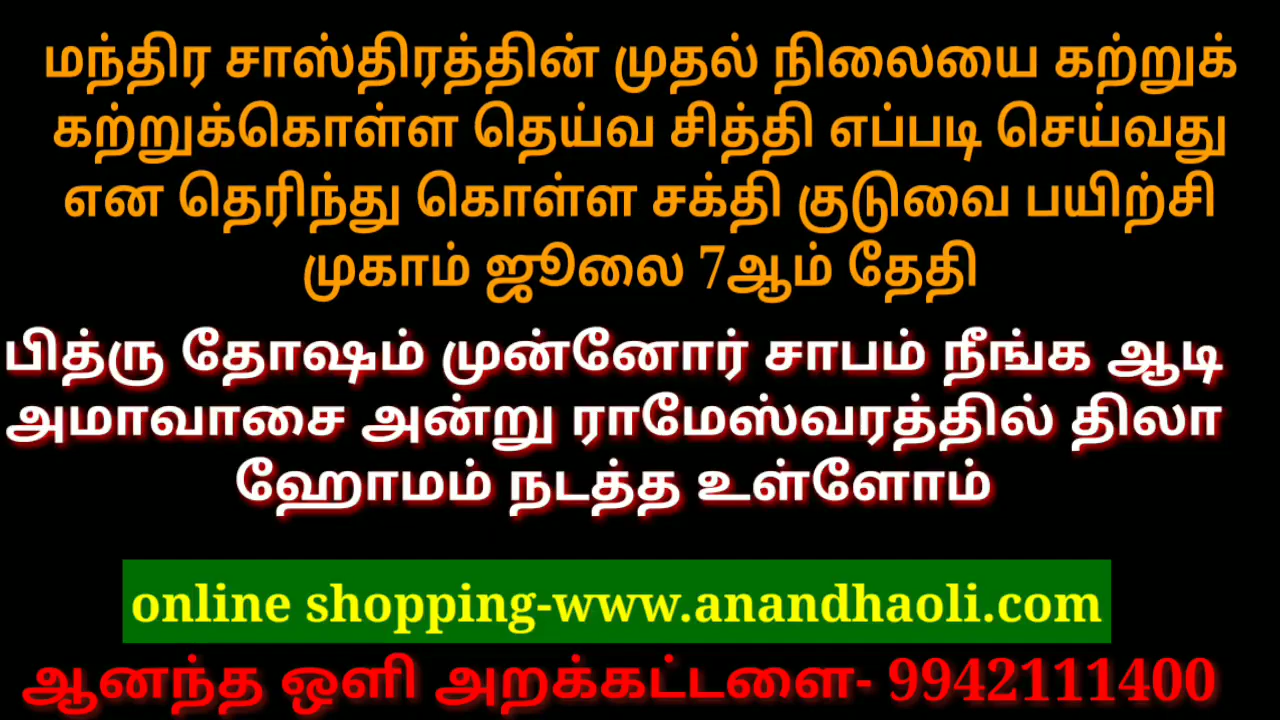 மந்திர சாஸ்திரத்தின் முதல் நிலையை கற்றுக்
கற்றுக்கொள்ள தெய்வ சித்தி எப்படி செய்வது
என தெரிந்து கொள்ள சக்தி குடுவை பயிற்சி
முகாம் ஜூலை 7ஆம் தேதி
பித்ரு தோஷம் முன்னோர் சாபம் நீங்க ஆடி
அமாவாசை அன்று ராமேஸ்வரத்தில் திலா
ஹோமம் நடத்த உள்ளோம்
online shopping-www.anandhaoli.com
ஆனந்த ஒளி அறக்கட்டளை- 9942111400